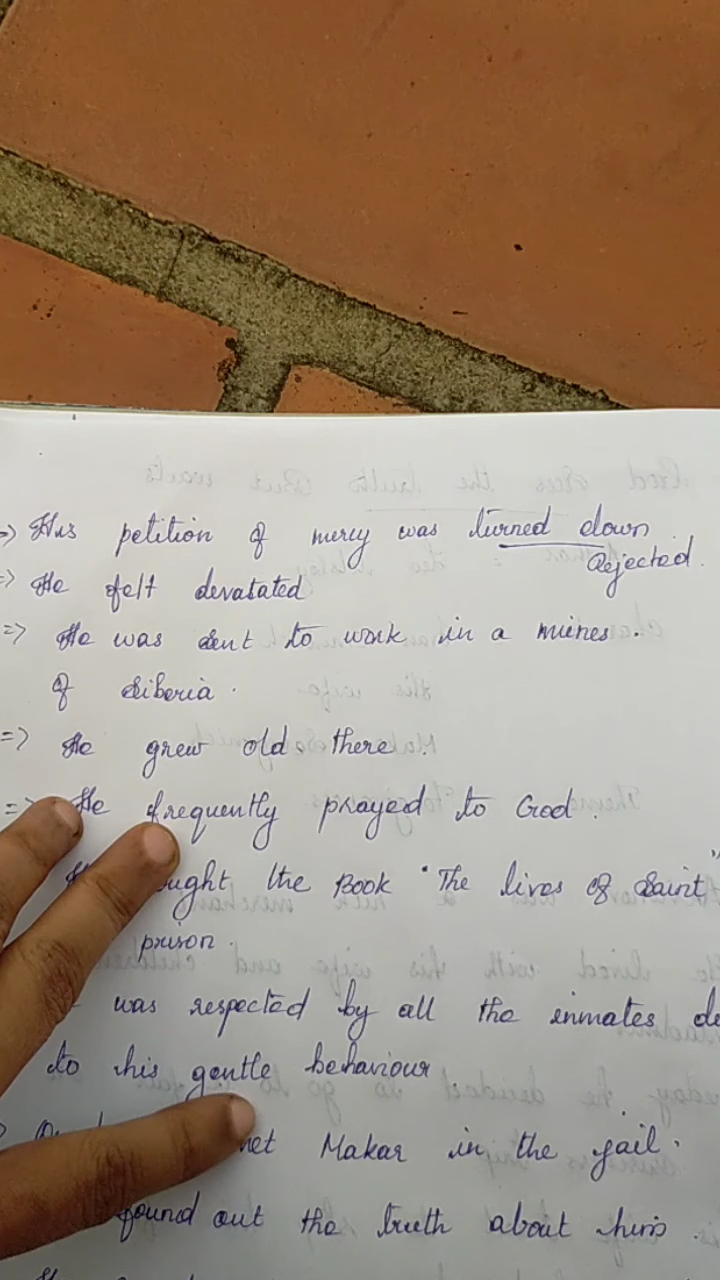 => His petition of mercy was turned down.
Rejected.
=> He felt devatated
=> He was sent to work in a mines.
of Siberia.
=> He grew old there.
=> He frequently prayed to God.
the Book "The lives of Saint"
prison.
was respected by all the inmates
to his gentle behaviour
met Makar in the jail.
found out the truth about him.